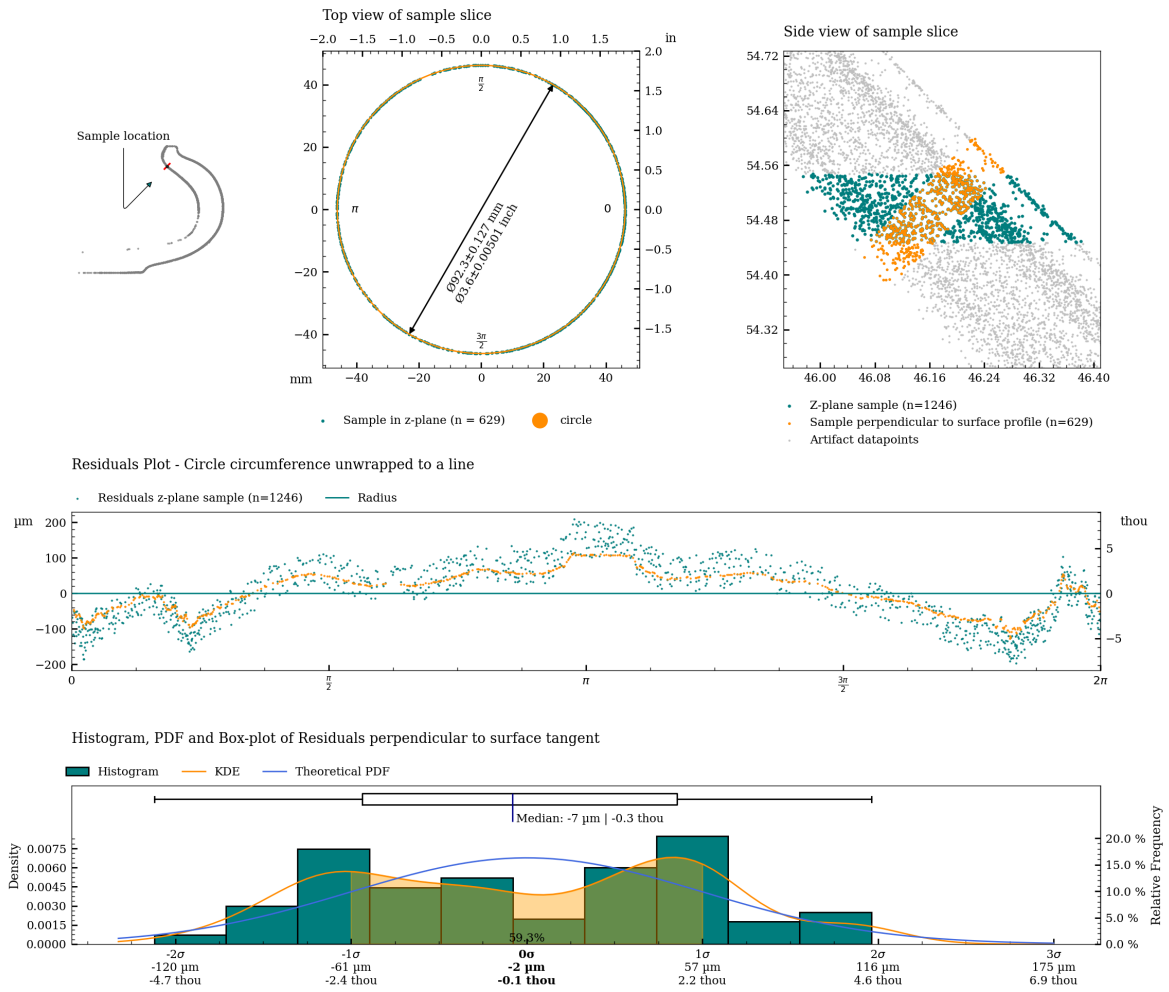 Top view of sample slice
−2.0 −1.5 −1.0 −0.5 0.0 0.5 1.0 1.5 in
40
20
0
−20
−40
2.0
1.5
1.0
0.5
0.0
−0.5
−1.0
−1.5
π/2
π
0
3π/2
Ø92.3±0.127 mm
Ø3.6±0.00501 inch
mm −40 −20 0 20 40
Sample in z-plane (n = 629) circle
Sample location
Side view of sample slice
54.72
54.64
54.56
54.48
54.40
54.32
46.00 46.08 46.16 46.24 46.32 46.40
Z-plane sample (n=1246)
Sample perpendicular to surface profile (n=629)
Artifact datapoints
Residuals Plot - Circle circumference unwrapped to a line
Residuals z-plane sample (n=1246) Radius
µm
200
100
0
−100
−200
thou
5
0
−5
0 π/2 π 3π/2 2π
Histogram, PDF and Box-plot of Residuals perpendicular to surface tangent
Histogram KDE Theoretical PDF
Median: -7 µm | -0.3 thou
Density
0.0075
0.0060
0.0045
0.0030
0.0015
0.0000
Relative Frequency
20.0 %
15.0 %
10.0 %
5.0 %
0.0 %
59.3%
-2σ -1σ 0σ 1σ 2σ 3σ
-120 µm -61 µm -2 µm 57 µm 116 µm 175 µm
-4.7 thou -2.4 thou -0.1 thou 2.2 thou 4.6 thou 6.9 thou